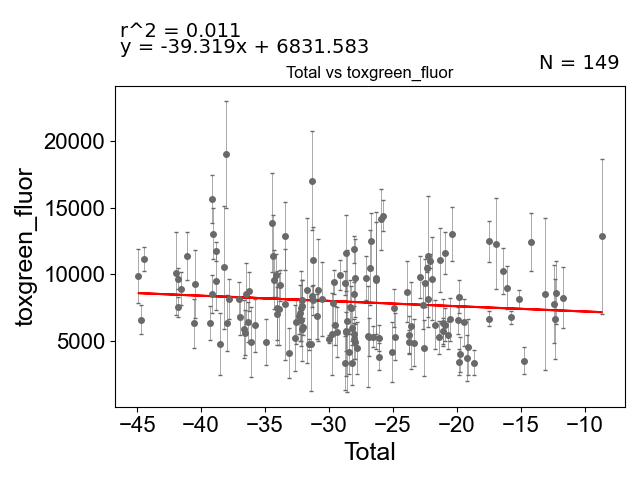 r^2 = 0.011
y = -39.319x + 6831.583
N = 149
Total vs toxgreen_fluor
20000
15000
10000
5000
toxgreen_fluor
−45 −40 −35 −30 −25 −20 −15 −10
Total